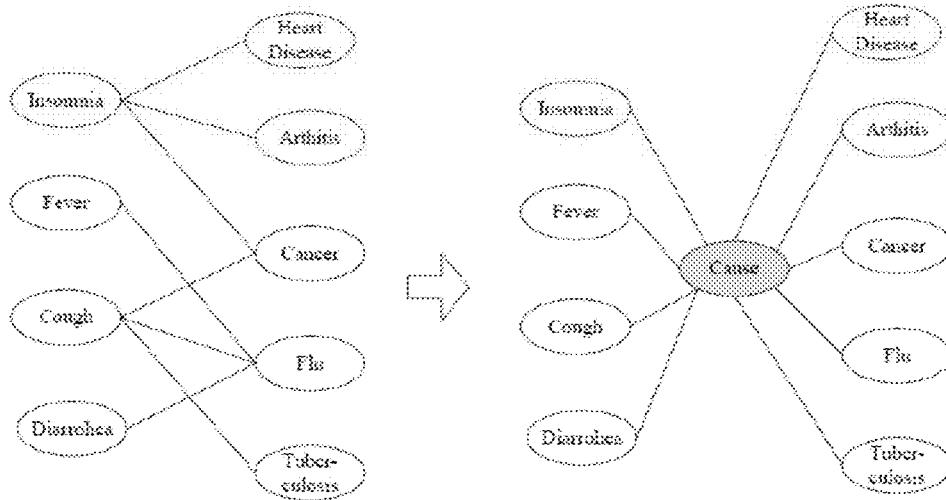 Heart
Disease
Insomnia
Arthitis
Fever
Cancer
Cough
Flu
Diarrohea
Tuber-
culosis
Heart
Disease
Insomnia
Arthitis
Fever
Cancer
Cause
Cough
Flu
Diarrohea
Tuber-
culosis